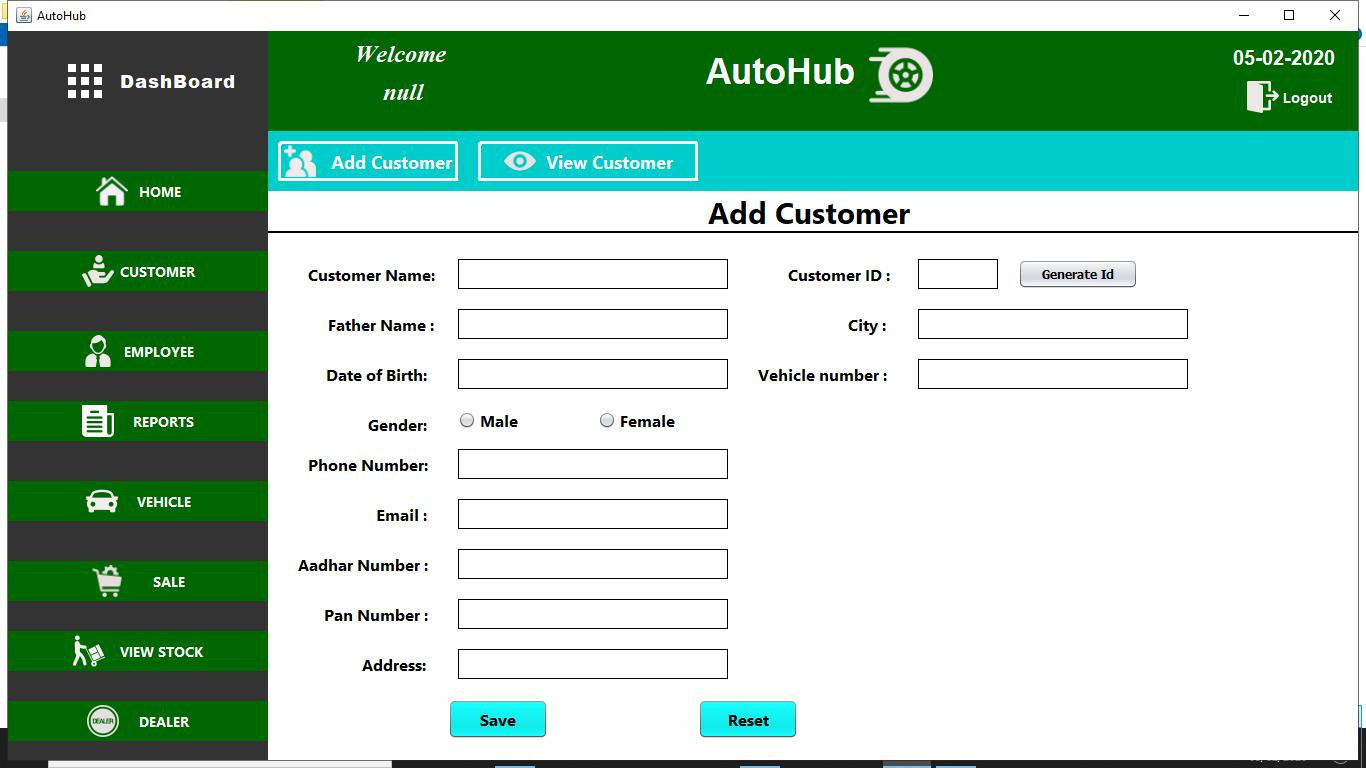 AutoHub
DashBoard
Welcome
null
AutoHub
05-02-2020
Logout
Add Customer
View Customer
HOME
CUSTOMER
EMPLOYEE
REPORTS
VEHICLE
SALE
VIEW STOCK
DEALER
DEALER
Add Customer
Customer Name:
Customer ID :
Generate Id
Father Name :
City :
Date of Birth:
Vehicle number :
Gender:
Male
Female
Phone Number:
Email :
Aadhar Number :
Pan Number :
Address:
Save
Reset